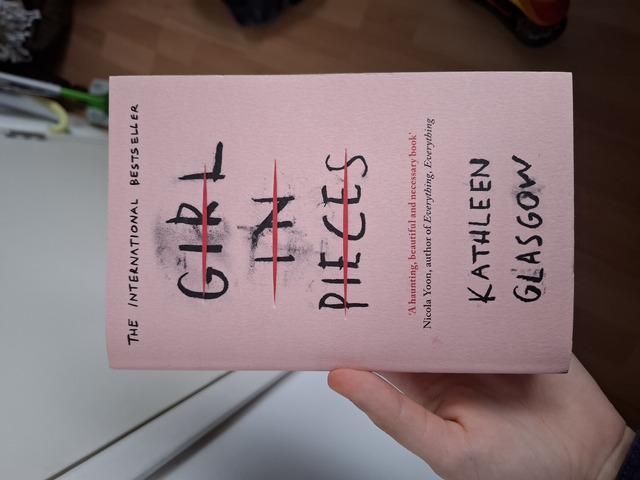 THE INTERNATIONAL BESTSELLER
GIRL
IN
PIECES
'A haunting, beautiful and necessary book'
Nicola Yoon, author of Everything, Everything
KATHLEEN
GLASGOW